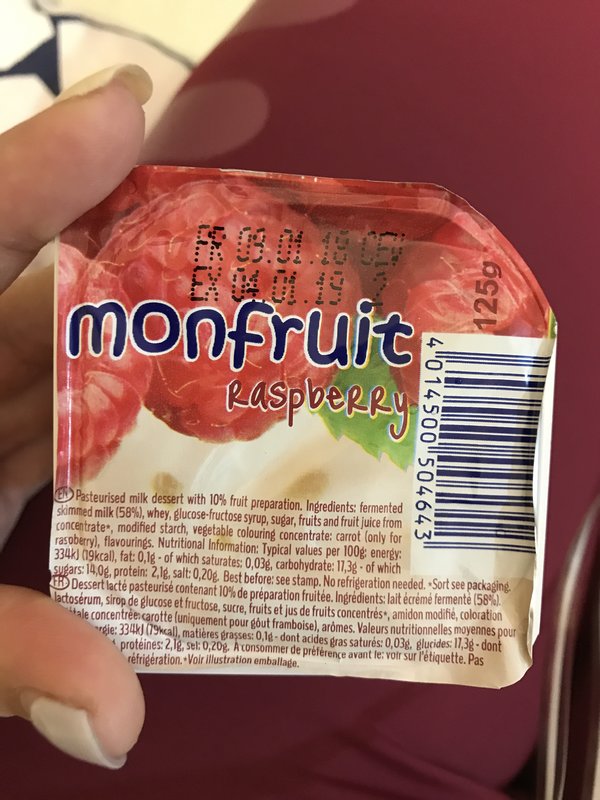 PR 03.01.18
EX 04.01.19
125g
monfruit
Raspberry
4 014500 504643
EN Pasteurised milk dessert with 10% fruit preparation. Ingredients: fermented
skimmed milk (58%), whey, glucose-fructose syrup, sugar, fruits and fruit juice from
concentrate*, modified starch, vegetable colouring concentrate: carrot (only for
raspberry), flavourings. Nutritional Information: Typical values per 100g: energy:
334kJ (79kcal), fat: 0,1g - of which saturates: 0,03g, carbohydrate: 17,3g - of which
sugars: 14,0g, protein: 2,1g, salt: 0,20g. Best before: see stamp. No refrigeration needed. *Sort see packaging.
FR Dessert lacté pasteurisé contenant 10% de préparation fruitée. Ingrédients: lait écrémé fermenté (58%),
lactosérum, sirop de glucose et fructose, sucre, fruits et jus de fruits concentrés*, amidon modifié, coloration
concentrée: carotte (uniquement pour goût framboise), arômes. Valeurs nutritionnelles moyennes pour
334kJ (79kcal), matières grasses: 0,1g - dont acides gras saturés: 0,03g, glucides: 17,3g - dont
protéines: 2,1g, sel: 0,20g. A consommer de préférence avant le: voir sur l'étiquette. Pas
réfrigération. *Voir illustration emballage.